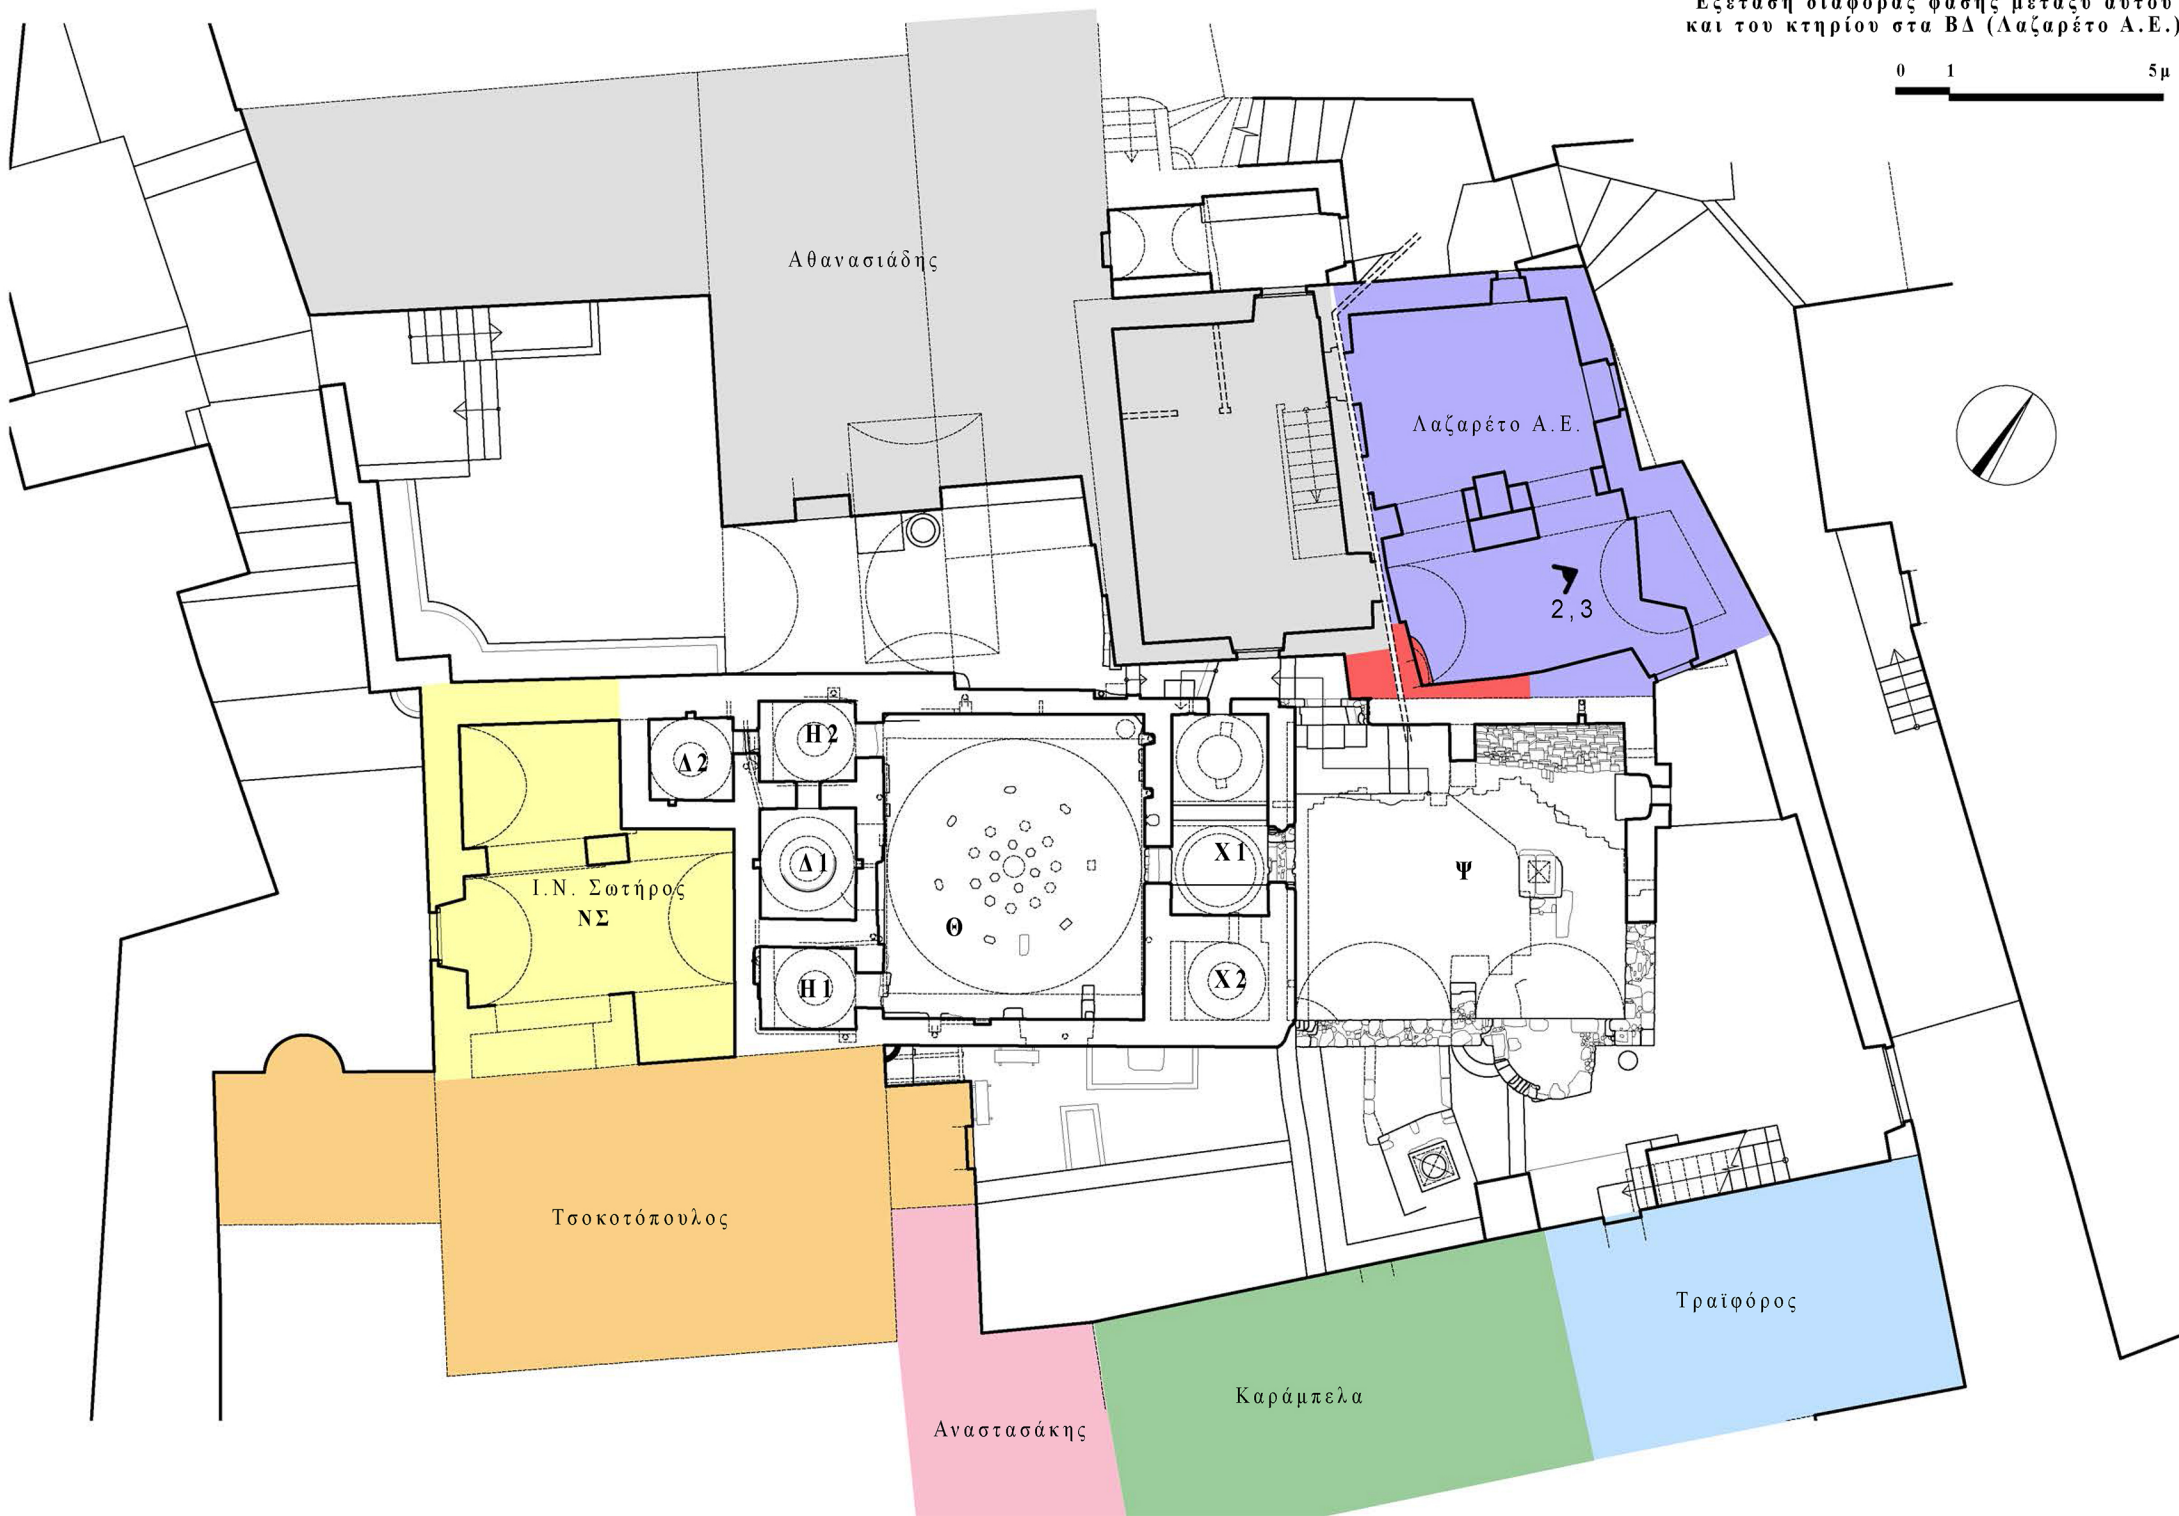 Εξέταση διαφοράς φάσης μεταξύ αυτού
και του κτηρίου στα ΒΔ (Λαζαρέτο Α.Ε.)
0 1 5μ
Αθανασιάδης
Λαζαρέτο Α.Ε.
2,3
Η2
Δ2
Δ1
Χ1
Ψ
Ι.Ν. Σωτήρος
ΝΣ
Θ
Η1
Χ2
Τσοκοτόπουλος
Τραϊφόρος
Καράμπελα
Αναστασάκης